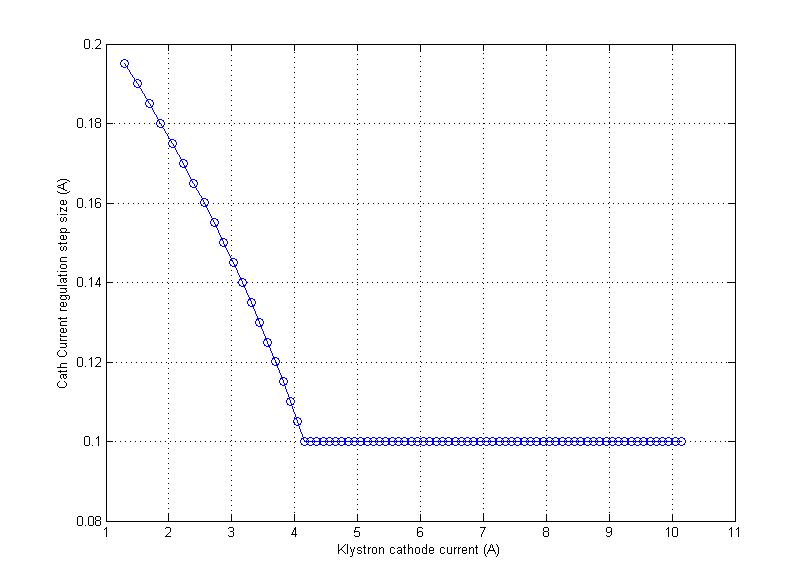 0.2
0.18
0.16
0.14
0.12
0.1
0.08
1 2 3 4 5 6 7 8 9 10 11
Cath Current regulation step size (A)
Klystron cathode current (A)